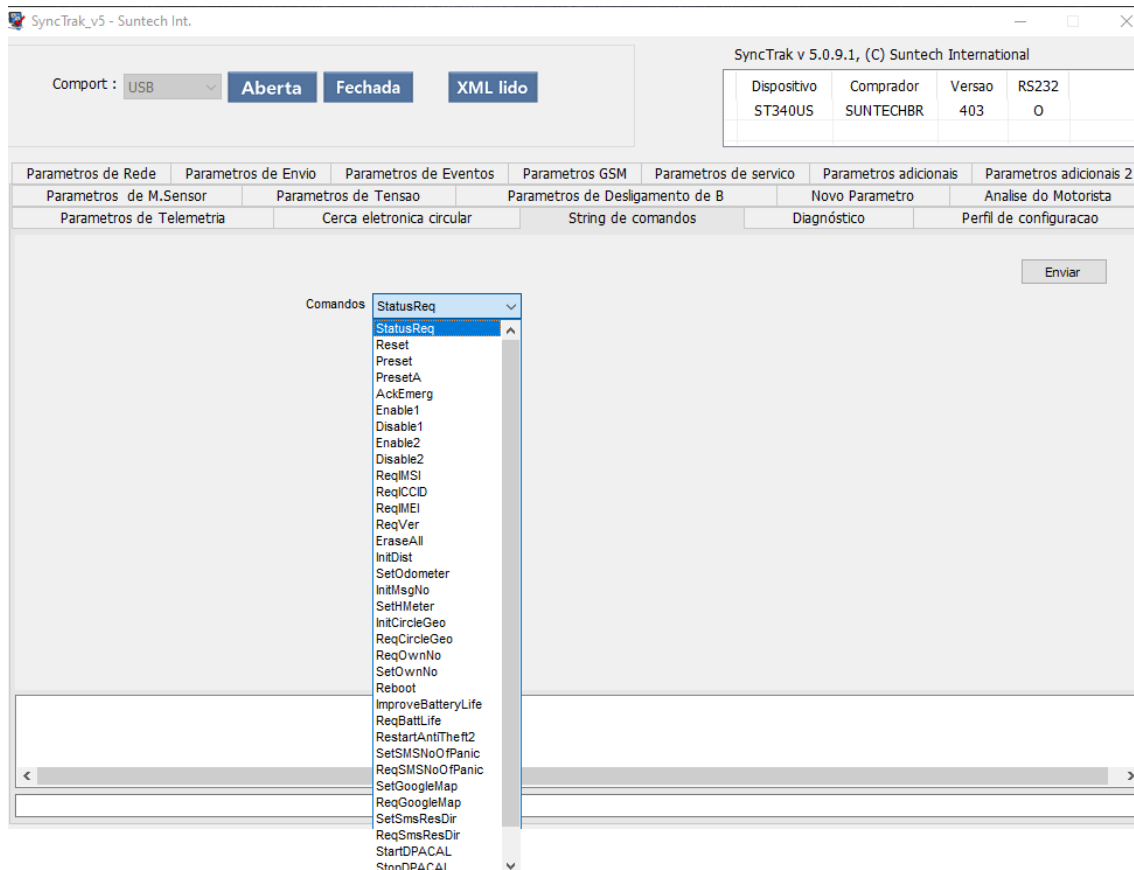 SyncTrak_v5 - Suntech Int.
SyncTrak v 5.0.9.1, (C) Suntech International
Comport : USB Aberta Fechada XML lido
Dispositivo Comprador Versao RS232
ST340US SUNTECHBR 403 O
Parametros de Rede Parametros de Envio Parametros de Eventos Parametros GSM Parametros de servico Parametros adicionais Parametros adicionais 2
Parametros de M.Sensor Parametros de Tensao Parametros de Desligamento de B Novo Parametro Analise do Motorista
Parametros de Telemetria Cerca eletronica circular String de comandos Diagnóstico Perfil de configuracao
Enviar
Comandos StatusReq
StatusReq
Reset
Preset
PresetA
AckEmerg
Enable1
Disable1
Enable2
Disable2
ReqIMSI
ReqICCID
ReqIMEI
ReqVer
EraseAll
InitDist
SetOdometer
InitMsgNo
SetHMeter
InitCircleGeo
ReqCircleGeo
ReqOwnNo
SetOwnNo
Reboot
ImproveBatteryLife
ReqBattLife
RestartAntiTheft2
SetSMSNoOfPanic
ReqSMSNoOfPanic
SetGoogleMap
ReqGoogleMap
SetSmsResDir
ReqSmsResDir
StartDPACAL
StopDPACAL